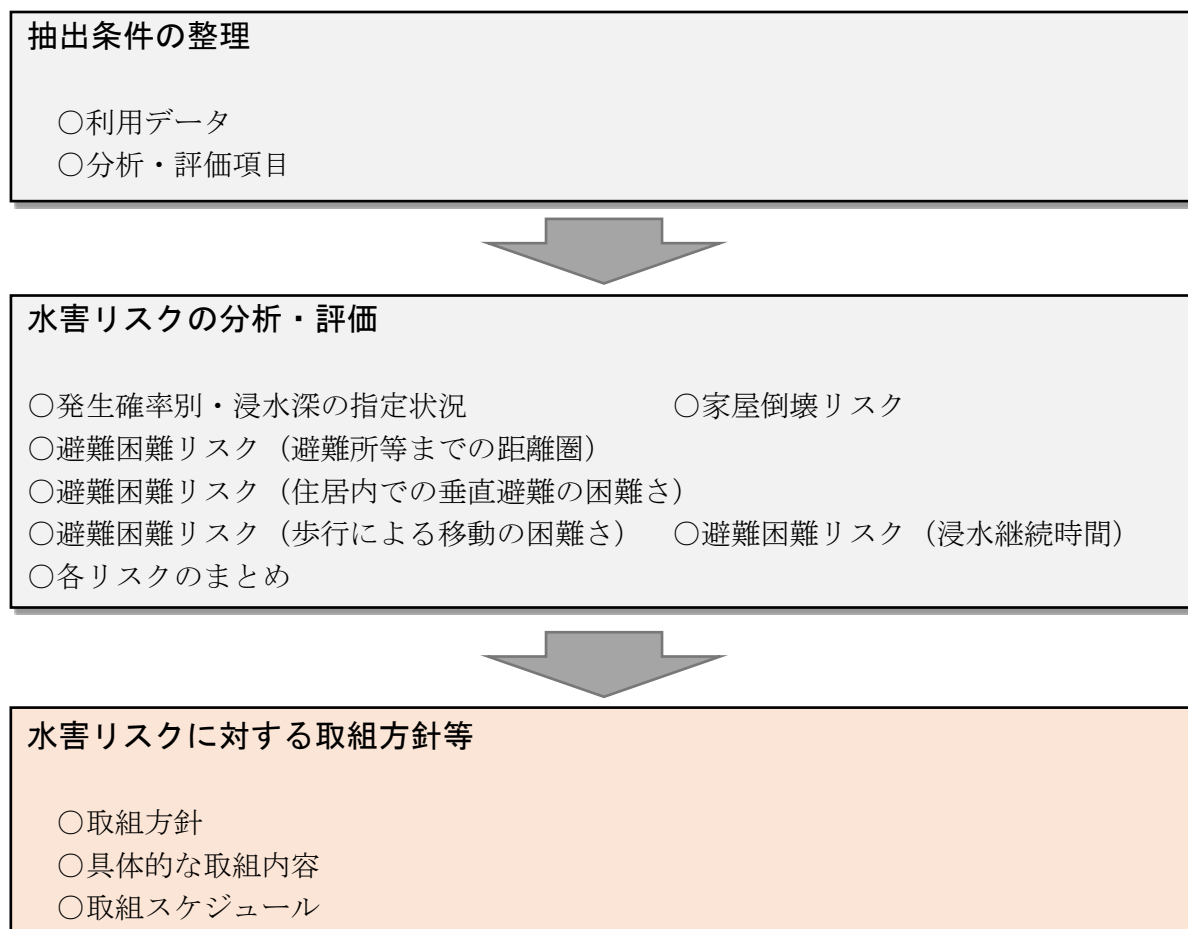 抽出条件の整理
○利用データ
○分析・評価項目
水害リスクの分析・評価
○発生確率別・浸水深の指定状況 ○家屋倒壊リスク
○避難困難リスク（避難所等までの距離圏）
○避難困難リスク（住居内での垂直避難の困難さ）
○避難困難リスク（歩行による移動の困難さ） ○避難困難リスク（浸水継続時間）
○各リスクのまとめ
水害リスクに対する取組方針等
○取組方針
○具体的な取組内容
○取組スケジュール